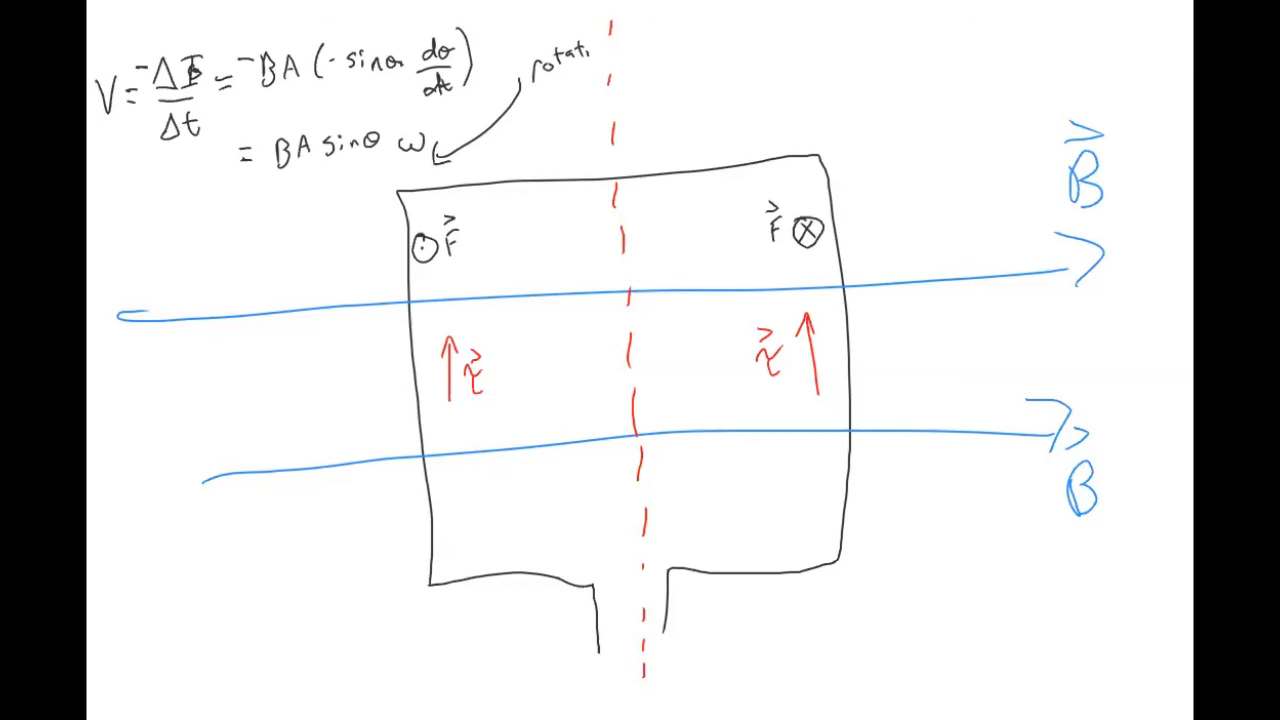 V = -ΔΦ/Δt = -BA (-sinθ dθ/dt)
rotati
= BA sinθ ω
B⃗
⊙ F⃗
F⃗ ⊗
τ⃗
τ⃗
B⃗